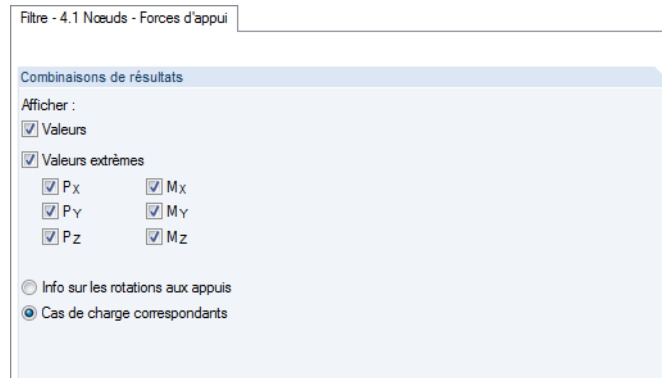 Filtre - 4.1 Nœuds - Forces d'appui
Combinaisons de résultats
Afficher :
Valeurs
Valeurs extrêmes
PX MX
PY MY
PZ MZ
Info sur les rotations aux appuis
Cas de charge correspondants